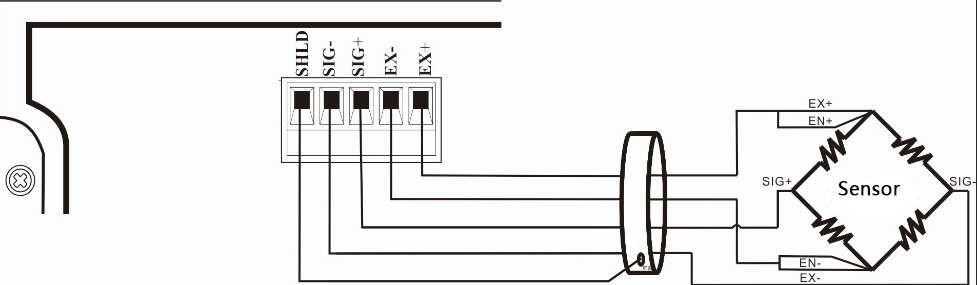 SHLD
SIG-
SIG+
EX-
EX+
EX+
EN+
SIG+
Sensor
SIG-
EN-
EX-